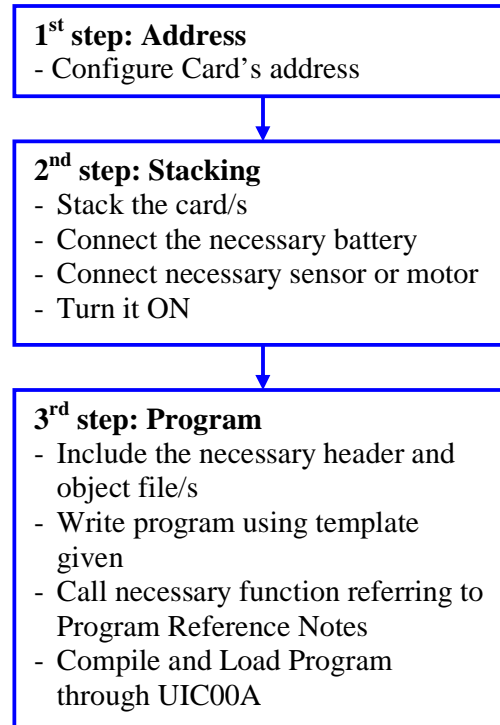 1st step: Address
- Configure Card's address
2nd step: Stacking
- Stack the card/s
- Connect the necessary battery
- Connect necessary sensor or motor
- Turn it ON
3rd step: Program
- Include the necessary header and
object file/s
- Write program using template
given
- Call necessary function referring to
Program Reference Notes
- Compile and Load Program
through UIC00A